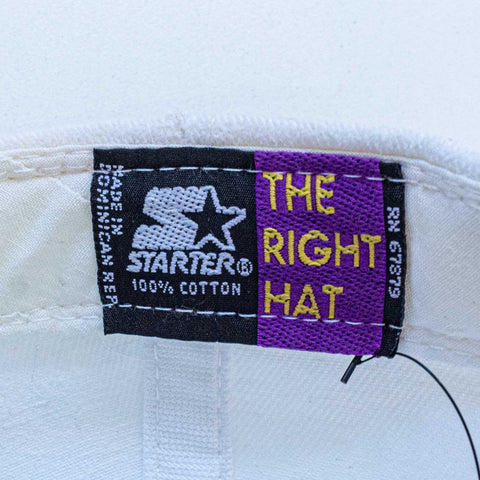 MADE IN
DOMINICAN REP.
S
STARTER®
100% COTTON
THE
RIGHT
HAT
RN 67879